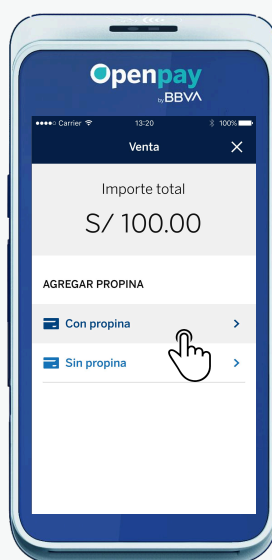 Openpay
by BBVA
Carrier 13:20 100%
Venta
Importe total
S/ 100.00
AGREGAR PROPINA
Con propina
Sin propina